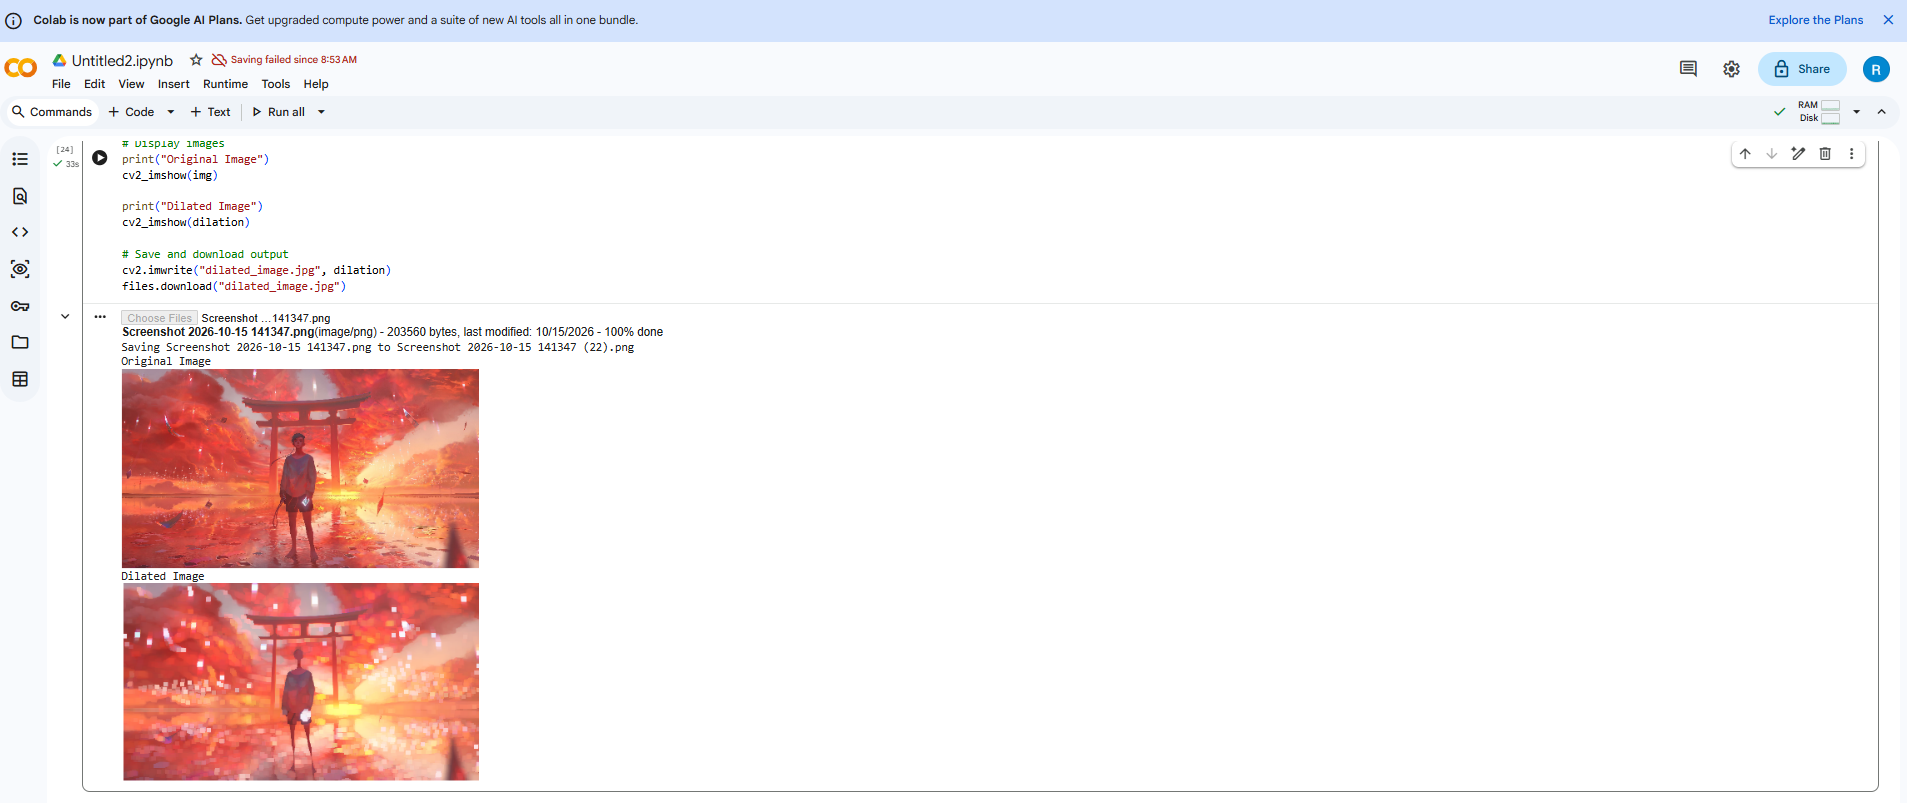 Colab is now part of Google AI Plans. Get upgraded compute power and a suite of new AI tools all in one bundle.
Explore the Plans
CO
Untitled2.ipynb
Saving failed since 8:53 AM
Share
R
File Edit View Insert Runtime Tools Help
Commands + Code + Text Run all
RAM
Disk
[24]
33s
# Display images
print("Original Image")
cv2_imshow(img)
print("Dilated Image")
cv2_imshow(dilation)
# Save and download output
cv2.imwrite("dilated_image.jpg", dilation)
files.download("dilated_image.jpg")
Choose Files Screenshot ...141347.png
Screenshot 2026-10-15 141347.png(image/png) - 203560 bytes, last modified: 10/15/2026 - 100% done
Saving Screenshot 2026-10-15 141347.png to Screenshot 2026-10-15 141347 (22).png
Original Image
Dilated Image